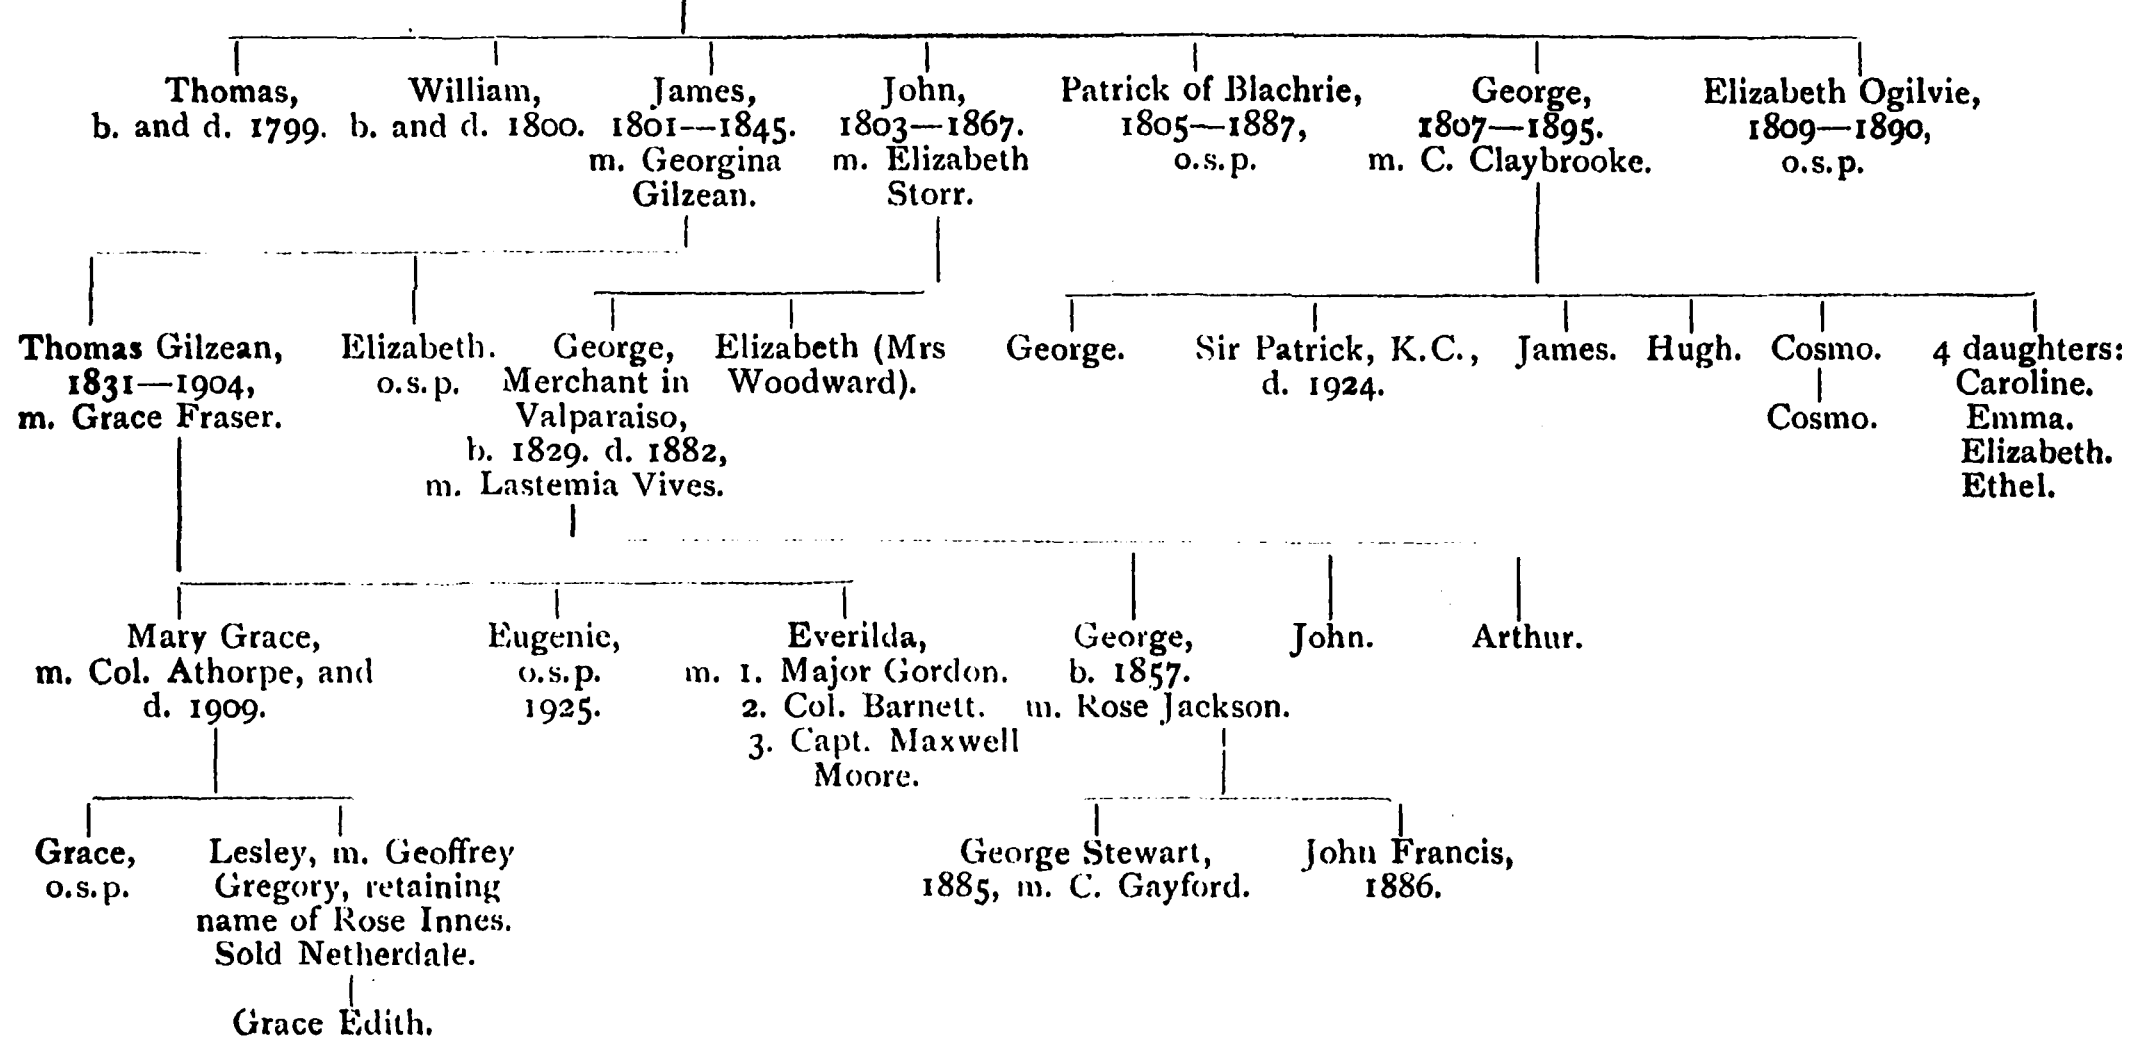 Thomas,
b. and d. 1799.
William,
b. and d. 1800.
James,
1801—1845.
m. Georgina
Gilzean.
John,
1803—1867.
m. Elizabeth
Storr.
Patrick of Blachrie,
1805—1887,
o.s.p.
George,
1807—1895.
m. C. Claybrooke.
Elizabeth Ogilvie,
1809—1890,
o.s.p.
Thomas Gilzean,
1831—1904,
m. Grace Fraser.
Elizabeth.
o.s.p.
George,
Merchant in
Valparaiso,
b. 1829. d. 1882,
m. Lastemia Vives.
Elizabeth (Mrs
Woodward).
George.
Sir Patrick, K.C.,
d. 1924.
James.
Hugh.
Cosmo.
Cosmo.
4 daughters:
Caroline.
Emma.
Elizabeth.
Ethel.
Mary Grace,
m. Col. Athorpe, and
d. 1909.
Eugenie,
o.s.p.
1925.
Everilda,
m. 1. Major Gordon.
2. Col. Barnett.
3. Capt. Maxwell
Moore.
George,
b. 1857.
m. Rose Jackson.
John.
Arthur.
Grace,
o.s.p.
Lesley, m. Geoffrey
Gregory, retaining
name of Rose Innes.
Sold Netherdale.
George Stewart,
1885, m. C. Gayford.
John Francis,
1886.
Grace Edith.